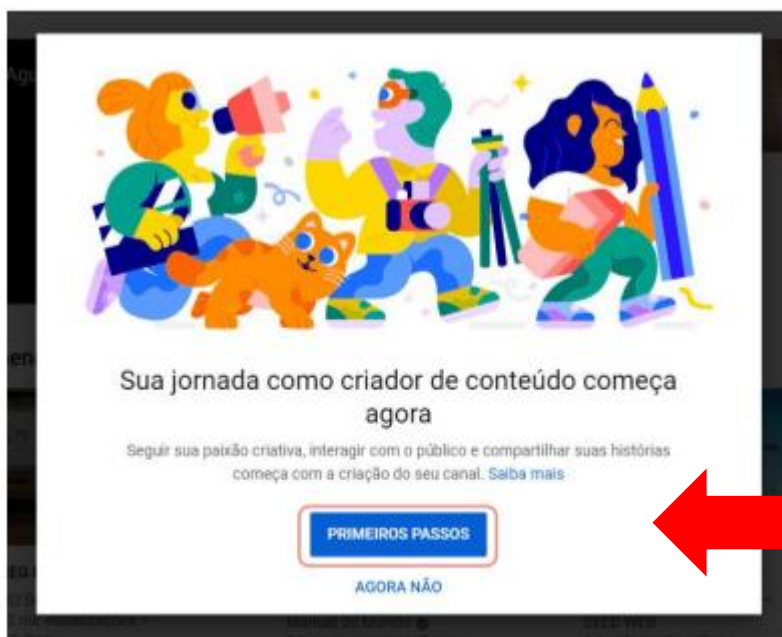 Sua jornada como criador de conteúdo começa
agora
Seguir sua paixão criativa, interagir com o público e compartilhar suas histórias
começa com a criação do seu canal. Saiba mais
PRIMEIROS PASSOS
AGORA NÃO